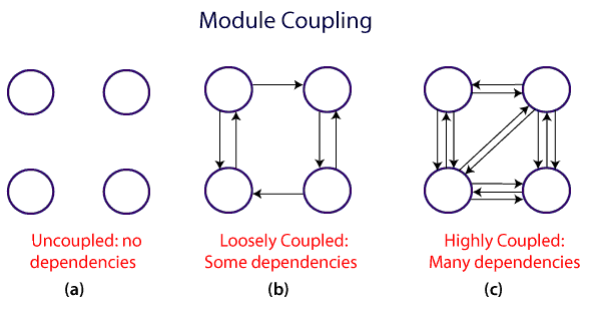 Module Coupling
Uncoupled: no
dependencies
(a)
Loosely Coupled:
Some dependencies
(b)
Highly Coupled:
Many dependencies
(c)